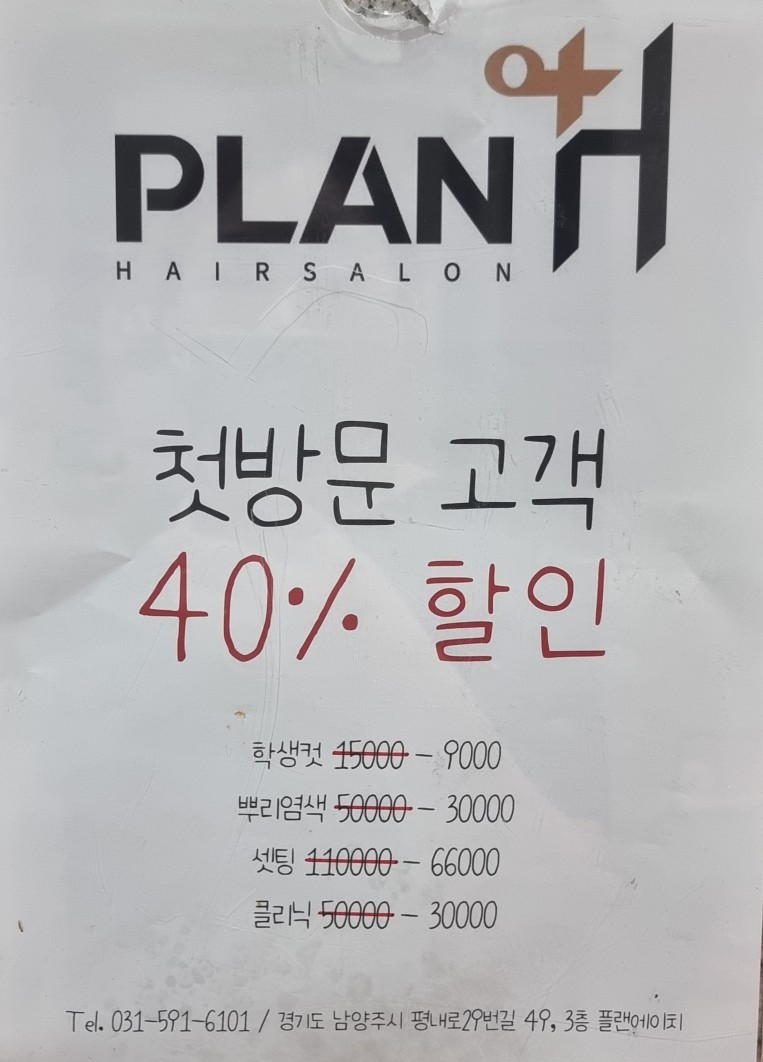 PLAN H
HAIRSALON
첫방문 고객
40% 할인
학생컷 15000 - 9000
뿌리염색 50000 - 30000
셋팅 110000 - 66000
클리닉 50000 - 30000
Tel. 031-591-6101 / 경기도 남양주시 평내로29번길 49, 3층 플랜에이치